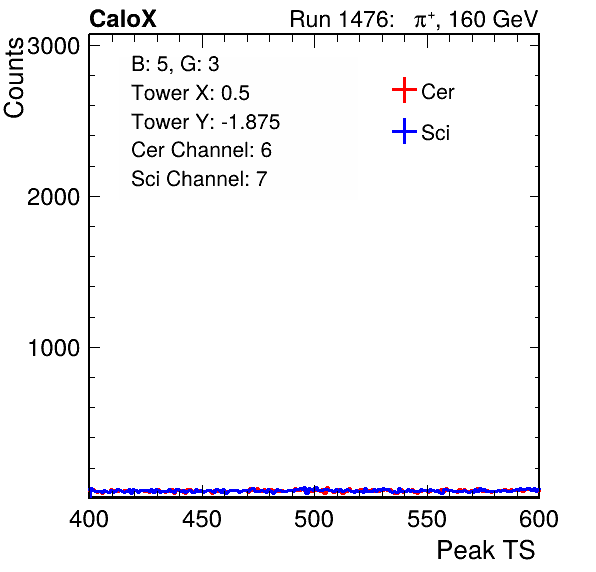 CaloX Run 1476: π+, 160 GeV
Counts
3000
2000
1000
B: 5, G: 3
Tower X: 0.5
Tower Y: -1.875
Cer Channel: 6
Sci Channel: 7
Cer
Sci
400 450 500 550 600
Peak TS